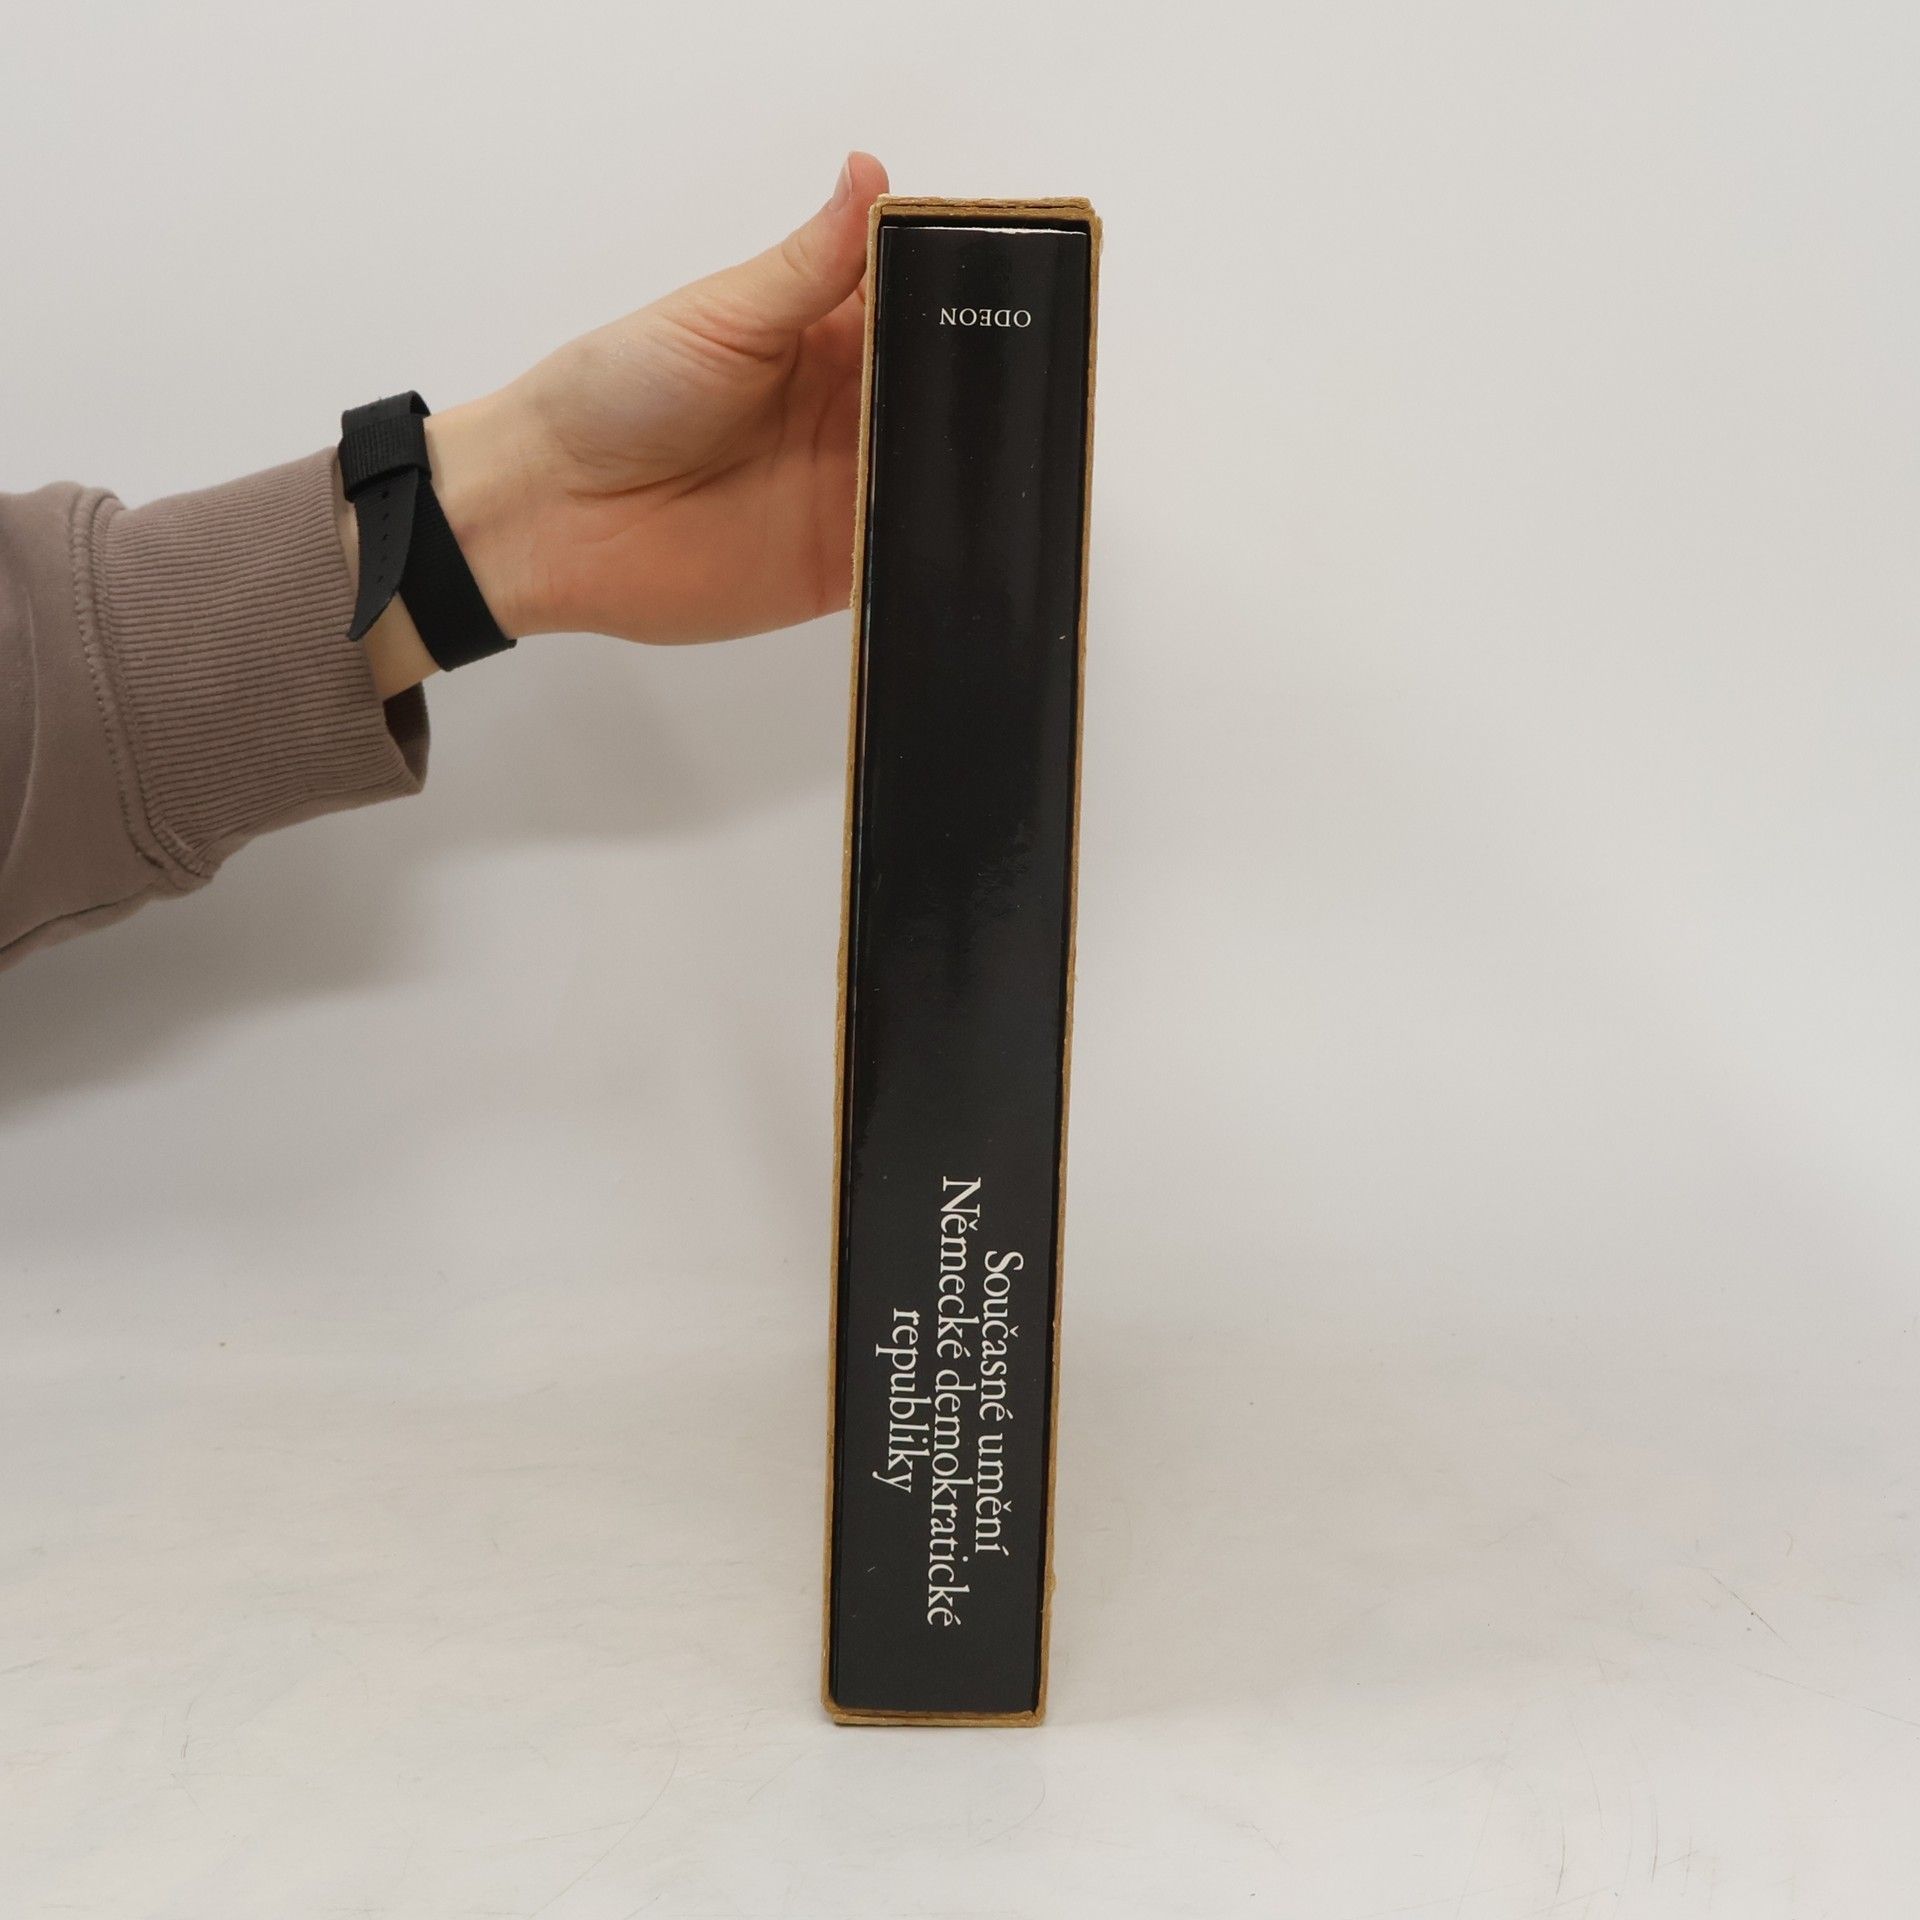 ODEON
Současné umění
Německé demokratické
republiky